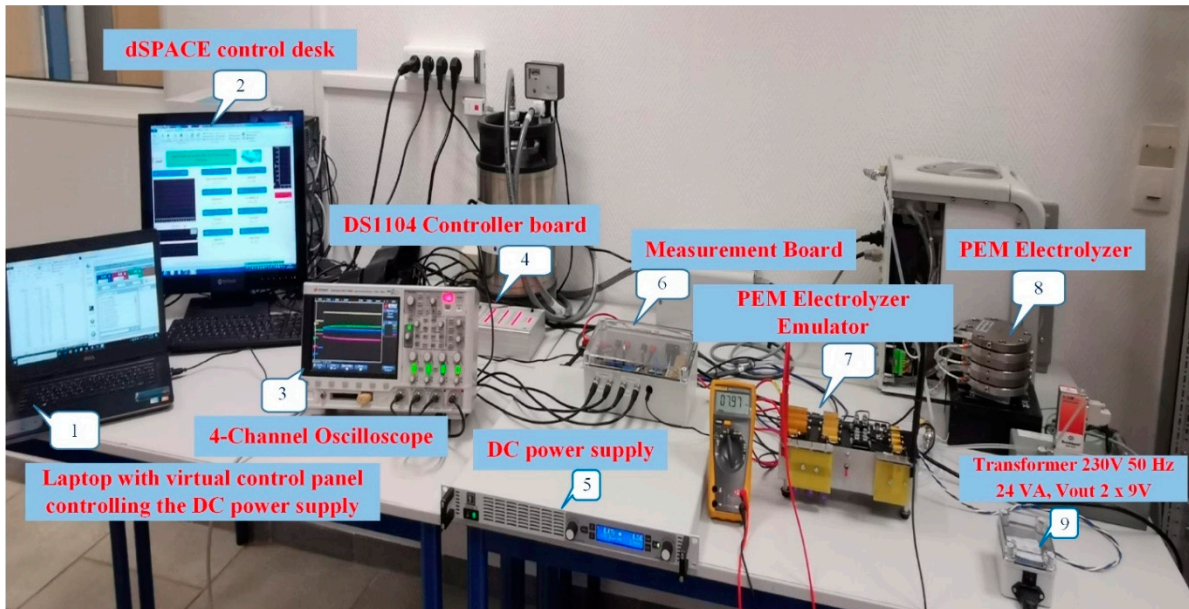 dSPACE control desk
2
DS1104 Controller board
4
Measurement Board
6
PEM Electrolyzer
8
PEM Electrolyzer
Emulator
7
3
1
4-Channel Oscilloscope
DC power supply
5
Laptop with virtual control panel
controlling the DC power supply
Transformer 230V 50 Hz
24 VA, Vout 2 x 9V
9